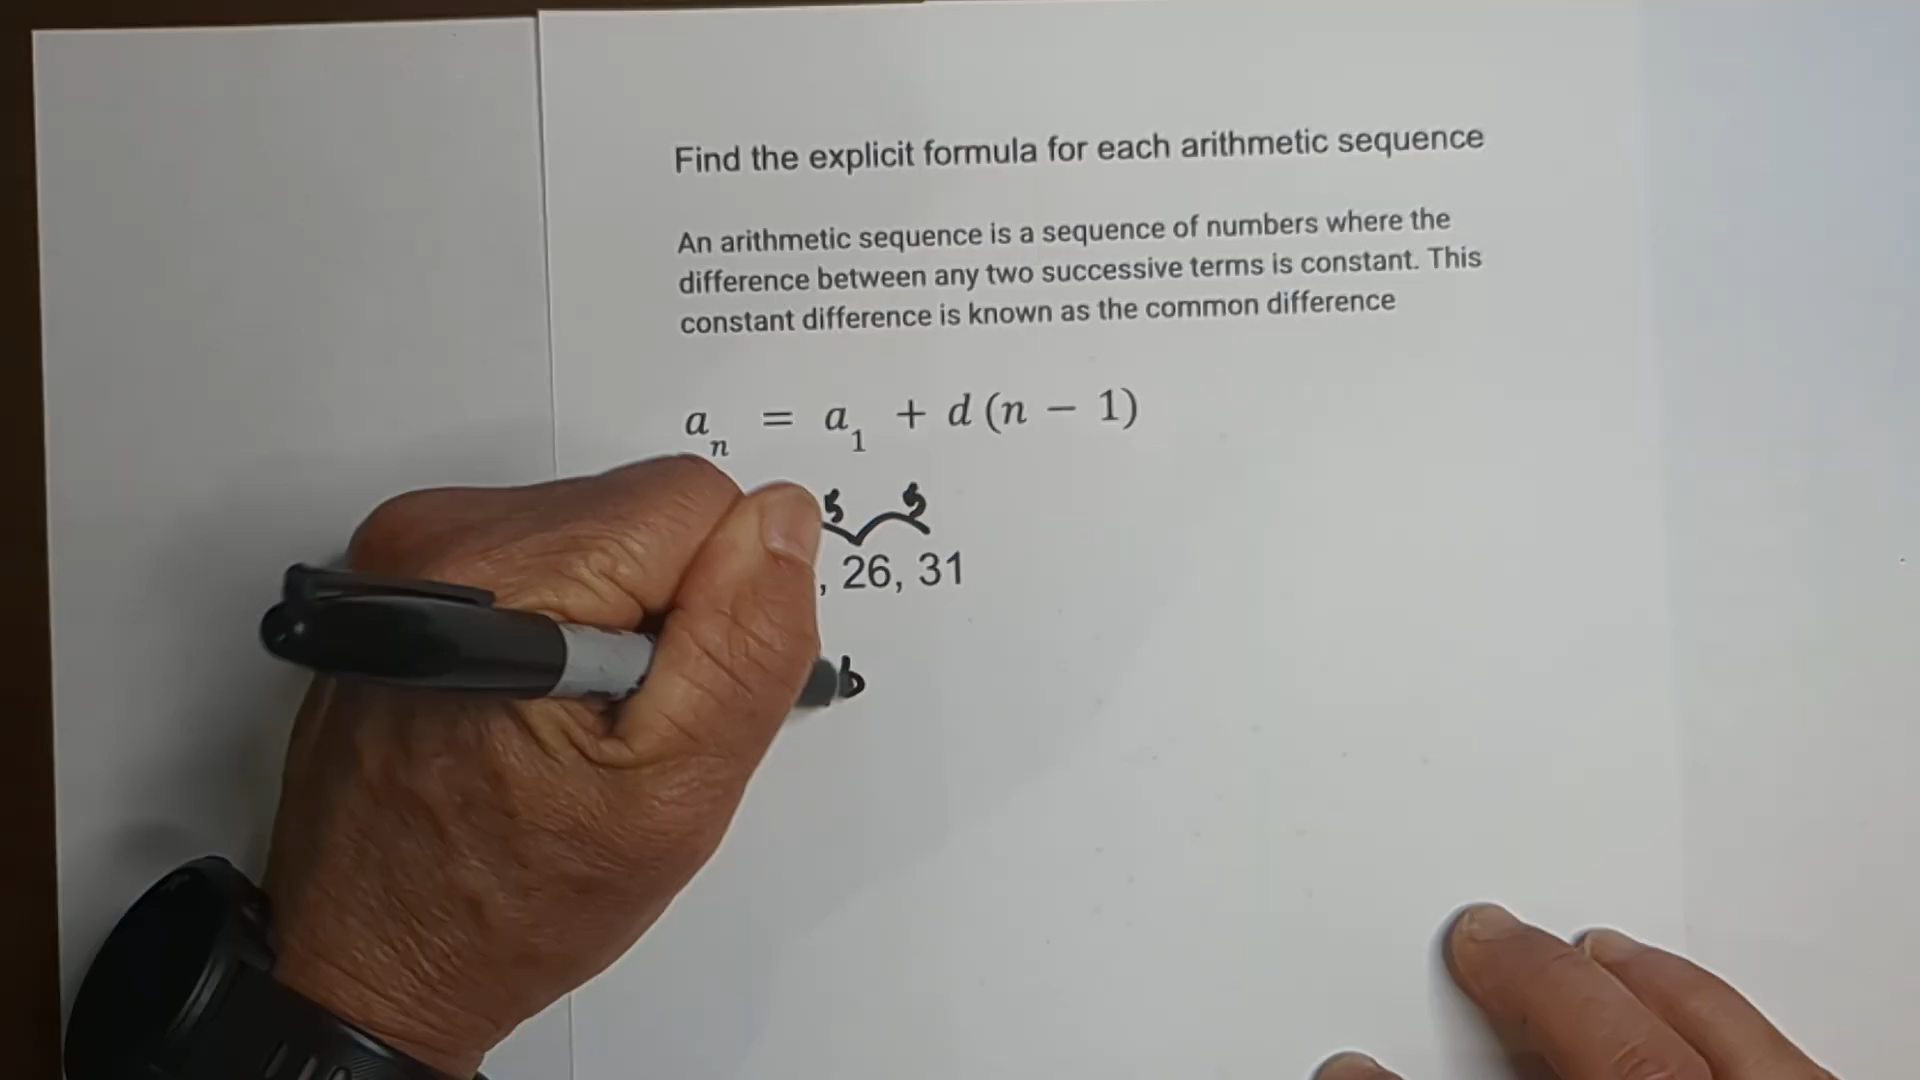 Find the explicit formula for each arithmetic sequence
An arithmetic sequence is a sequence of numbers where the
difference between any two successive terms is constant. This
constant difference is known as the common difference
a_n = a_1 + d (n − 1)
5 5
, 26, 31